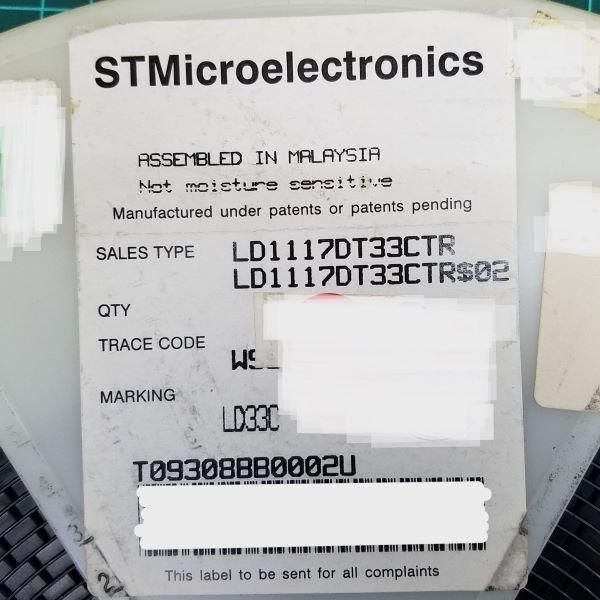 STMicroelectronics
ASSEMBLED IN MALAYSIA
Not moisture sensitive
Manufactured under patents or patents pending
SALES TYPE LD1117DT33CTR
LD1117DT33CTR$02
QTY
TRACE CODE
MARKING
LD33C
T09308BB0002U
This label to be sent for all complaints